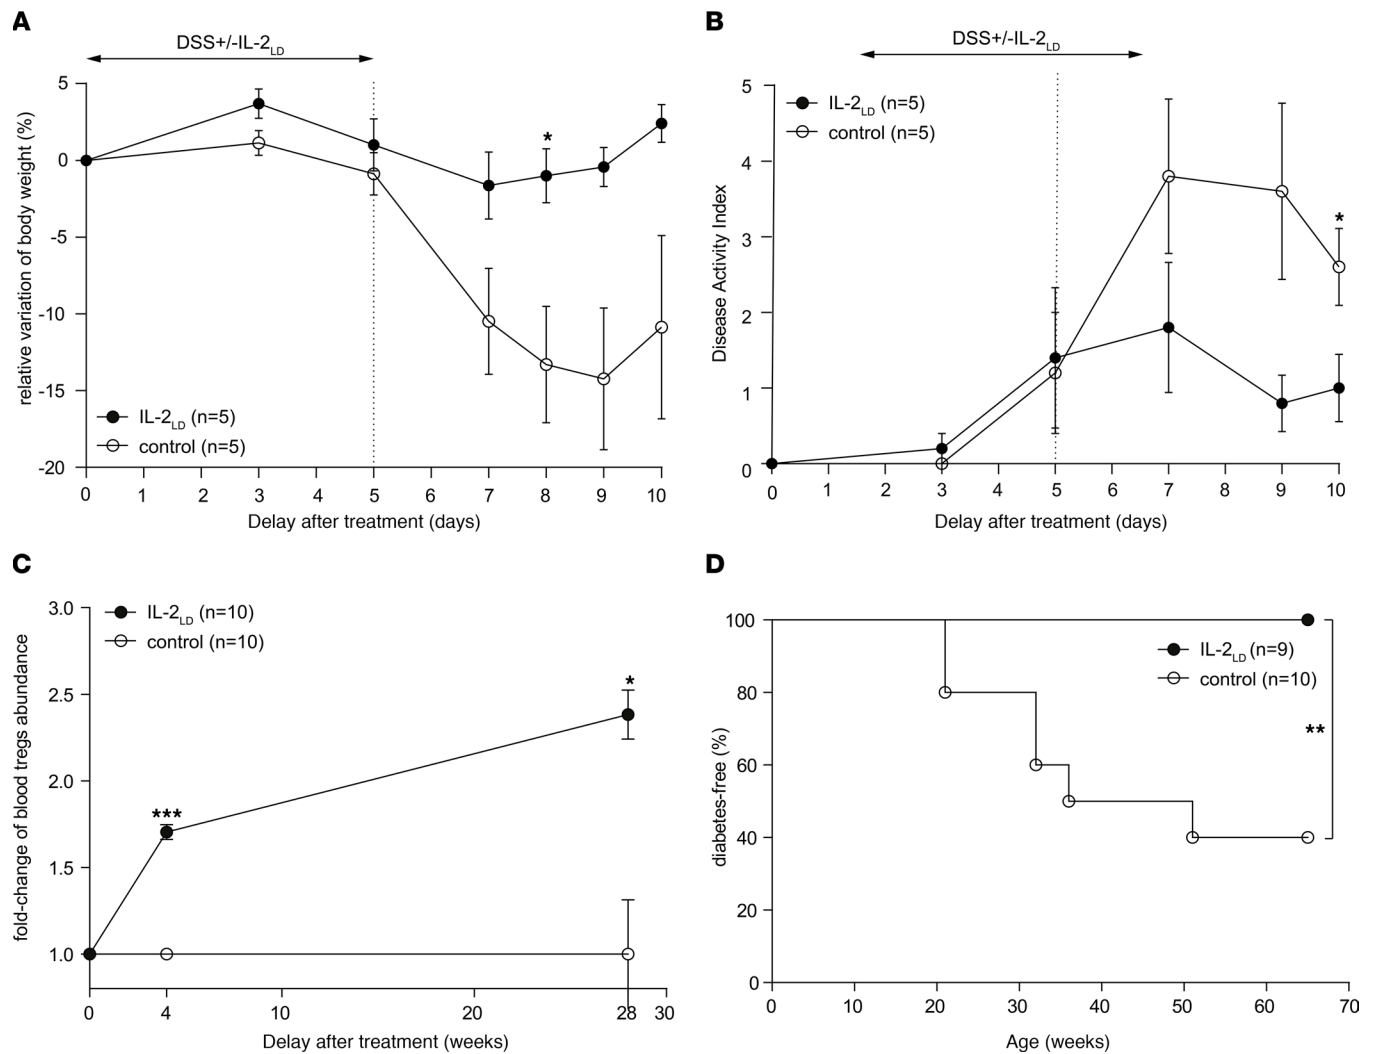 A
DSS+/-IL-2LD
relative variation of body weight (%)
5
0
-5
-10
-15
-20
*
IL-2LD (n=5)
control (n=5)
0 1 2 3 4 5 6 7 8 9 10
Delay after treatment (days)
B
DSS+/-IL-2LD
Disease Activity Index
5
4
3
2
1
0
IL-2LD (n=5)
control (n=5)
*
0 1 2 3 4 5 6 7 8 9 10
Delay after treatment (days)
C
fold-change of blood tregs abundance
3.0
2.5
2.0
1.5
1.0
IL-2LD (n=10)
control (n=10)
***
*
0 4 10 20 28 30
Delay after treatment (weeks)
D
diabetes-free (%)
100
80
60
40
20
0
IL-2LD (n=9)
control (n=10)
**
0 10 20 30 40 50 60 70
Age (weeks)